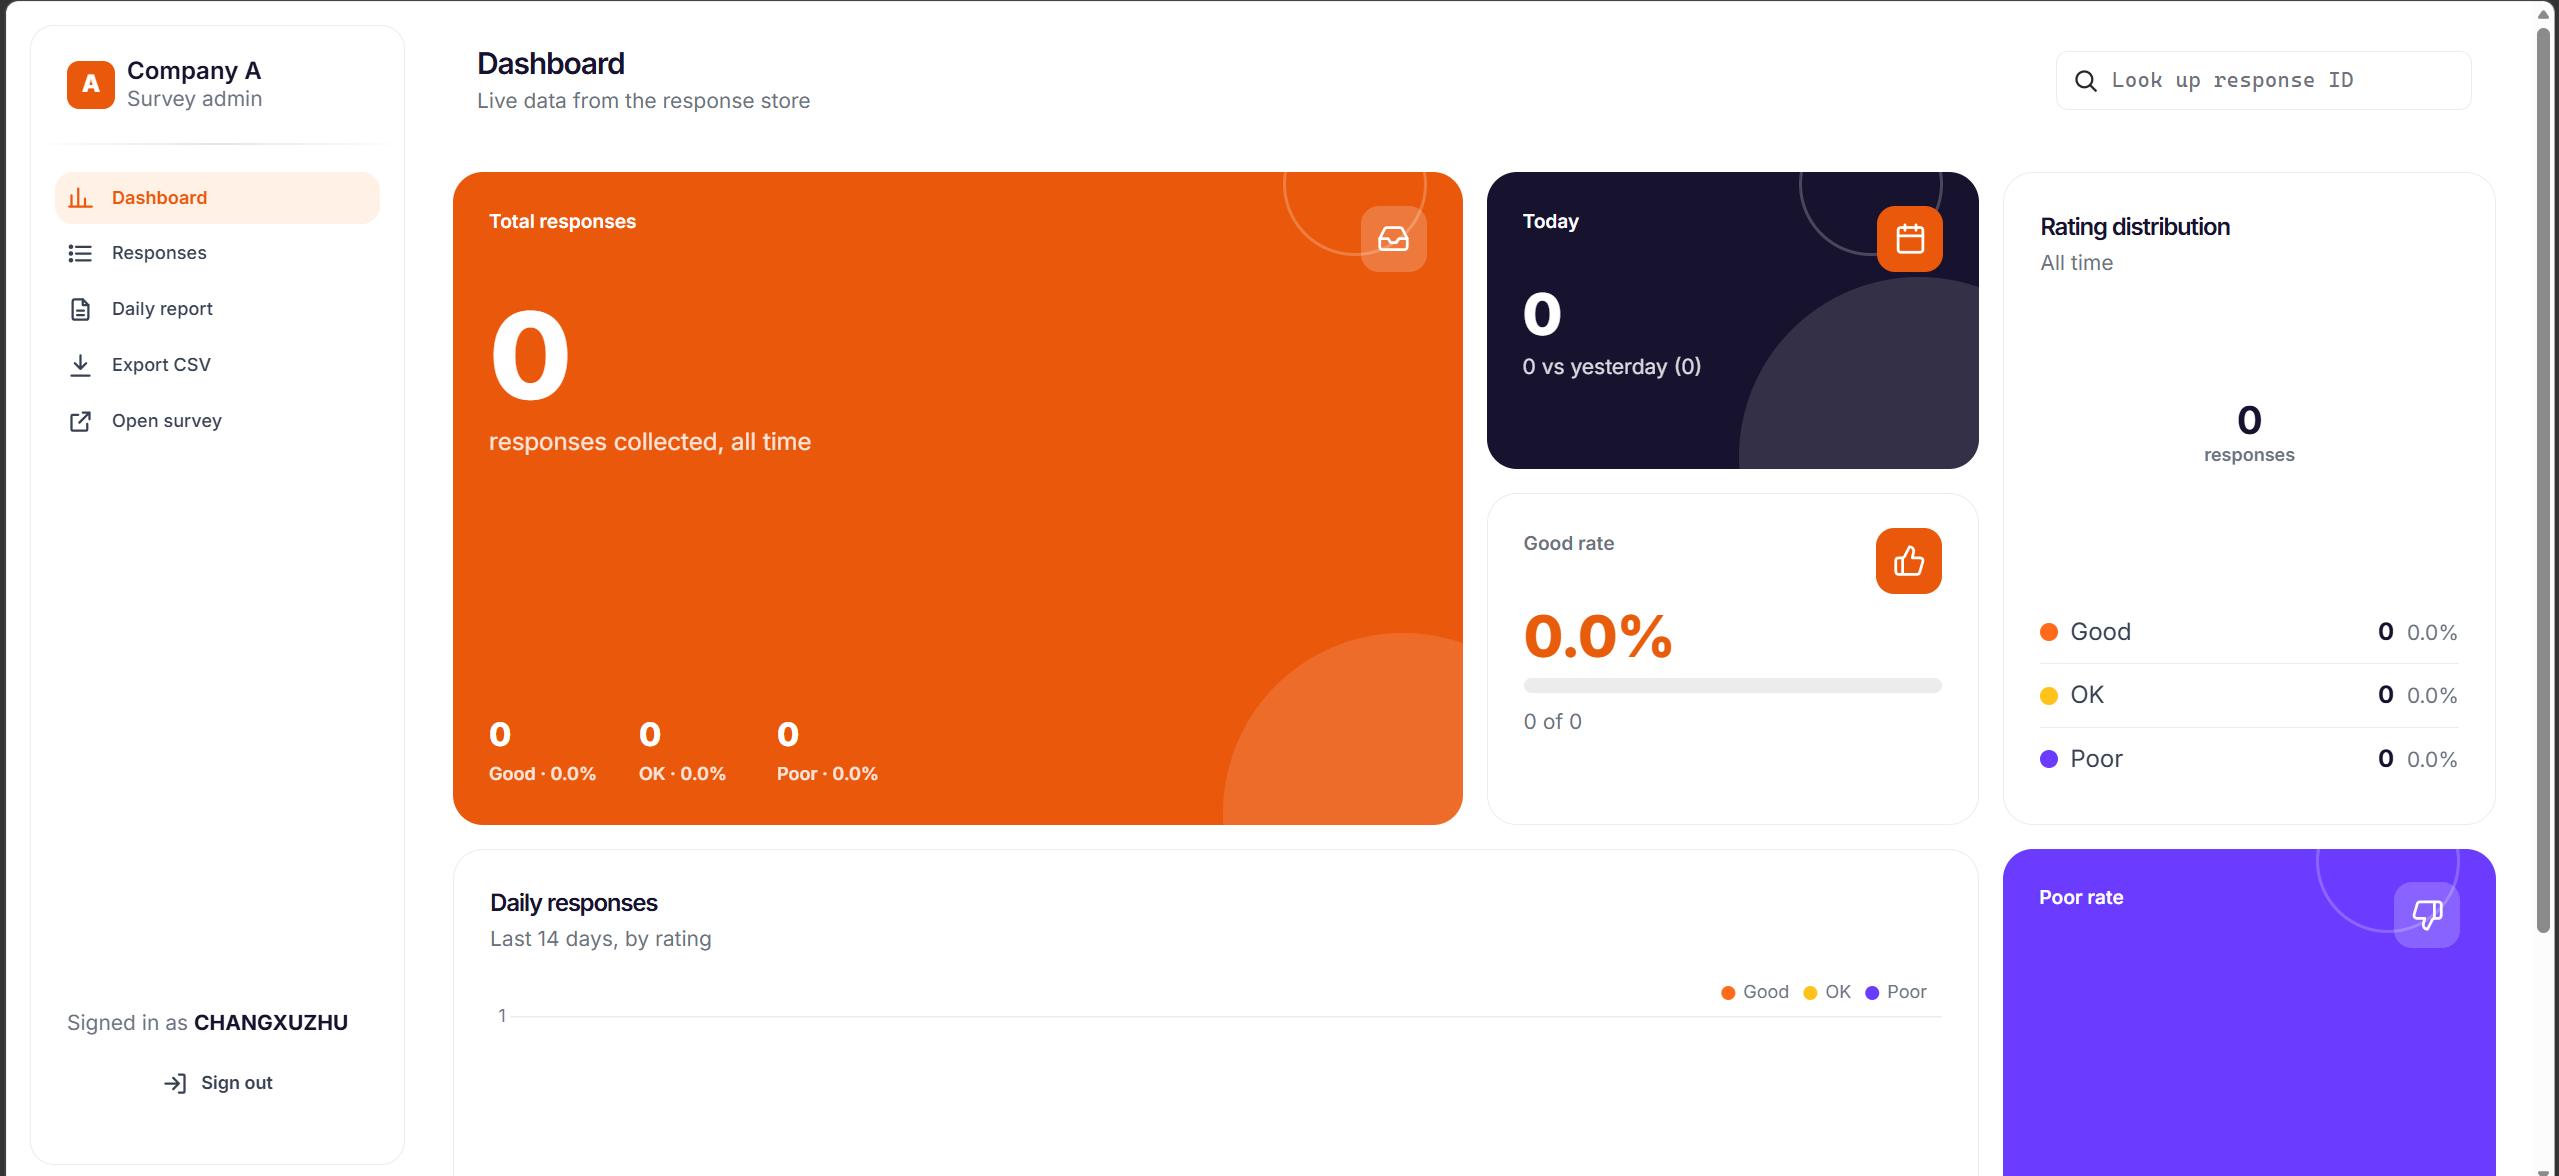 A
Company A
Survey admin
Dashboard
Responses
Daily report
Export CSV
Open survey
Signed in as CHANGXUZHU
Sign out
Dashboard
Live data from the response store
Look up response ID
Total responses
0
responses collected, all time
0 0 0
Good · 0.0% OK · 0.0% Poor · 0.0%
Today
0
0 vs yesterday (0)
Good rate
0.0%
0 of 0
Rating distribution
All time
0
responses
Good 0 0.0%
OK 0 0.0%
Poor 0 0.0%
Daily responses
Last 14 days, by rating
Good OK Poor
1
Poor rate